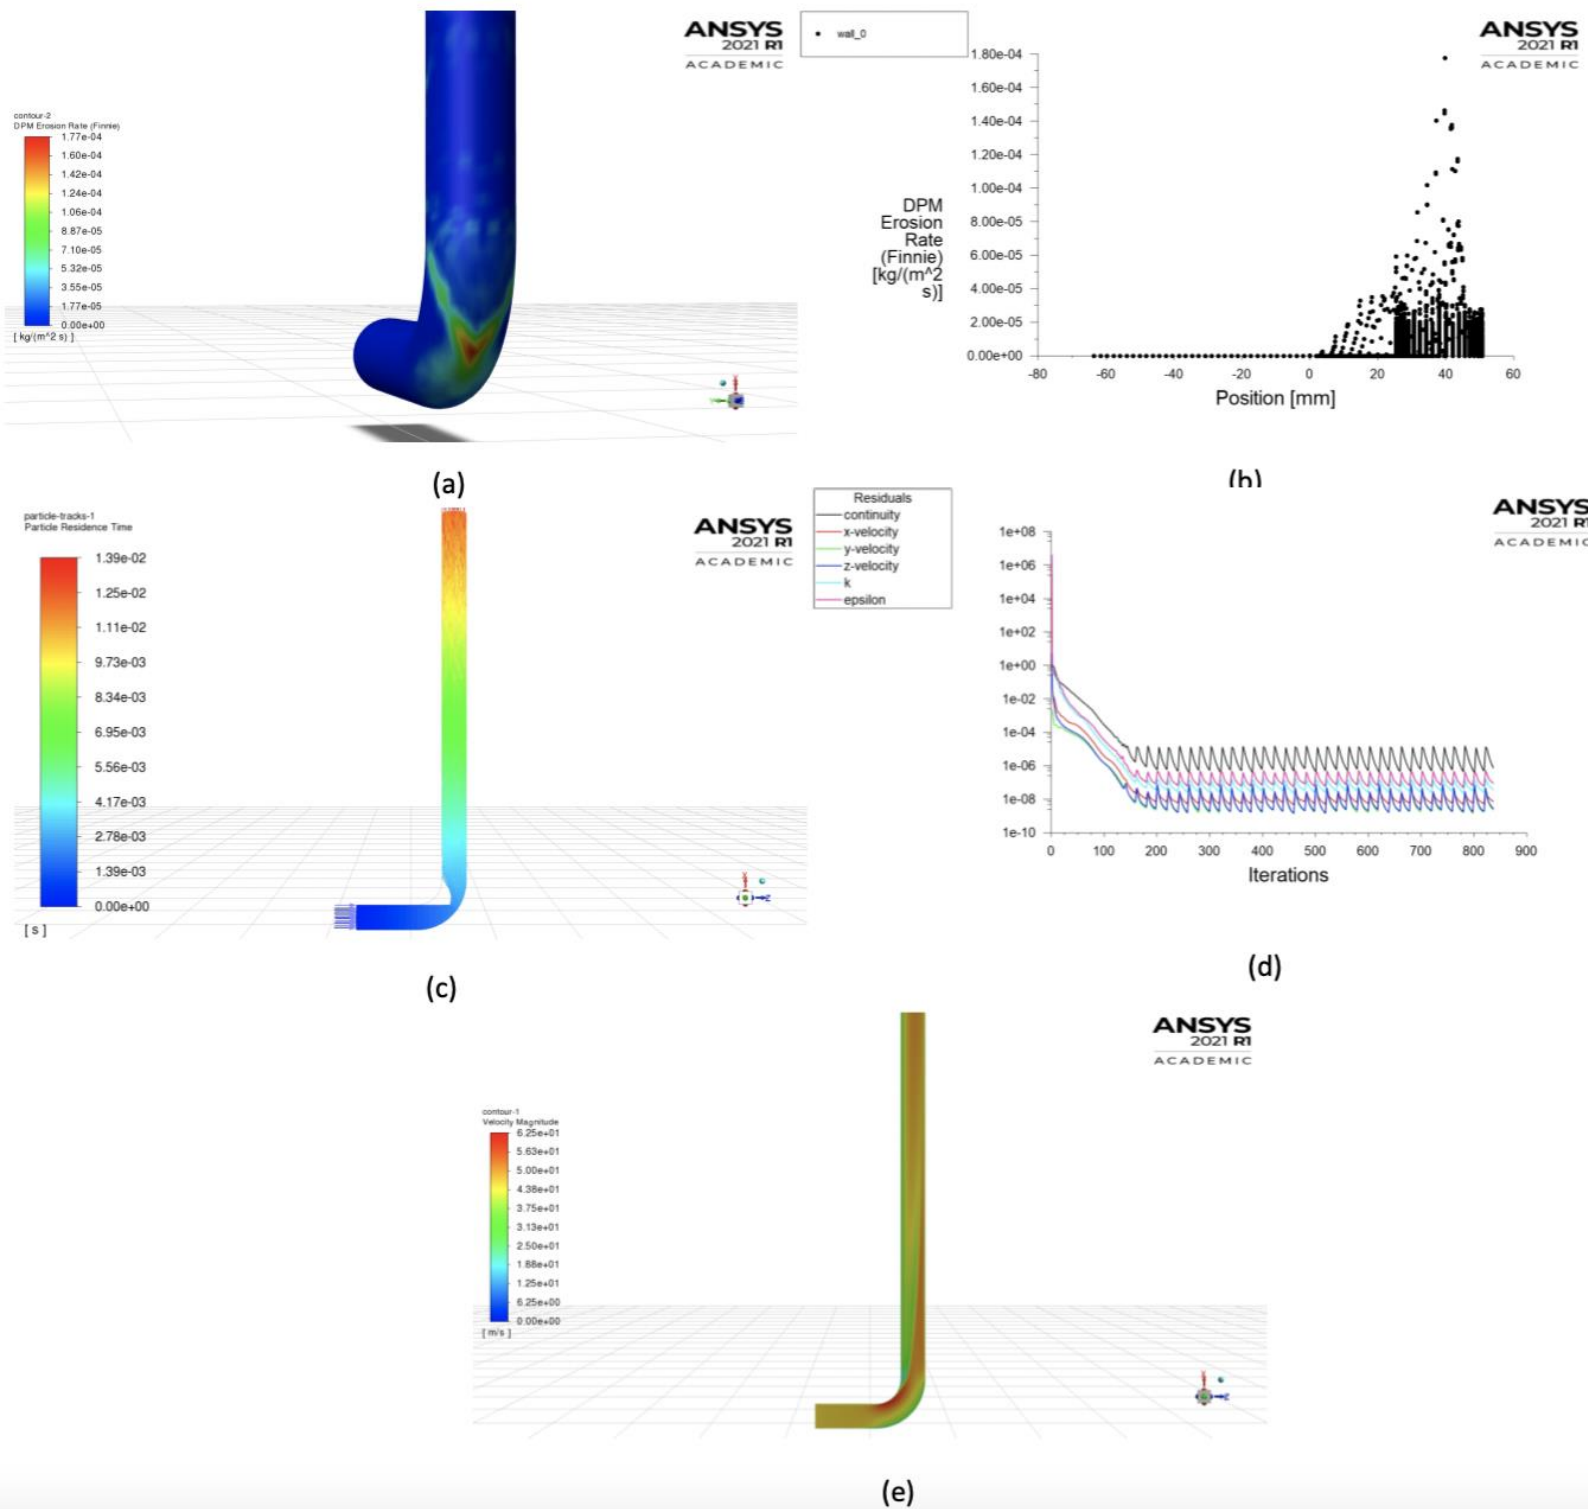 ANSYS
2021 R1
ACADEMIC
contour-2
DPM Erosion Rate (Finnie)
1.77e-04
1.60e-04
1.42e-04
1.24e-04
1.06e-04
8.87e-05
7.10e-05
5.32e-05
3.55e-05
1.77e-05
0.00e+00
[ kg/(m^2 s) ]
(a)
wall_0
ANSYS
2021 R1
ACADEMIC
1.80e-04
1.60e-04
1.40e-04
1.20e-04
1.00e-04
8.00e-05
6.00e-05
4.00e-05
2.00e-05
0.00e+00
DPM
Erosion
Rate
(Finnie)
[kg/(m^2
s)]
-80 -60 -40 -20 0 20 40 60
Position [mm]
(b)
particle-tracks-1
Particle Residence Time
1.39e-02
1.25e-02
1.11e-02
9.73e-03
8.34e-03
6.95e-03
5.56e-03
4.17e-03
2.78e-03
1.39e-03
0.00e+00
[ s ]
ANSYS
2021 R1
ACADEMIC
Z
(c)
Residuals
continuity
x-velocity
y-velocity
z-velocity
k
epsilon
ANSYS
2021 R1
ACADEMIC
1e+08
1e+06
1e+04
1e+02
1e+00
1e-02
1e-04
1e-06
1e-08
1e-10
0 100 200 300 400 500 600 700 800 900
Iterations
(d)
ANSYS
2021 R1
ACADEMIC
contour-1
Velocity Magnitude
6.25e+01
5.63e+01
5.00e+01
4.38e+01
3.75e+01
3.13e+01
2.50e+01
1.88e+01
1.25e+01
6.25e+00
0.00e+00
[ m/s ]
Z
(e)